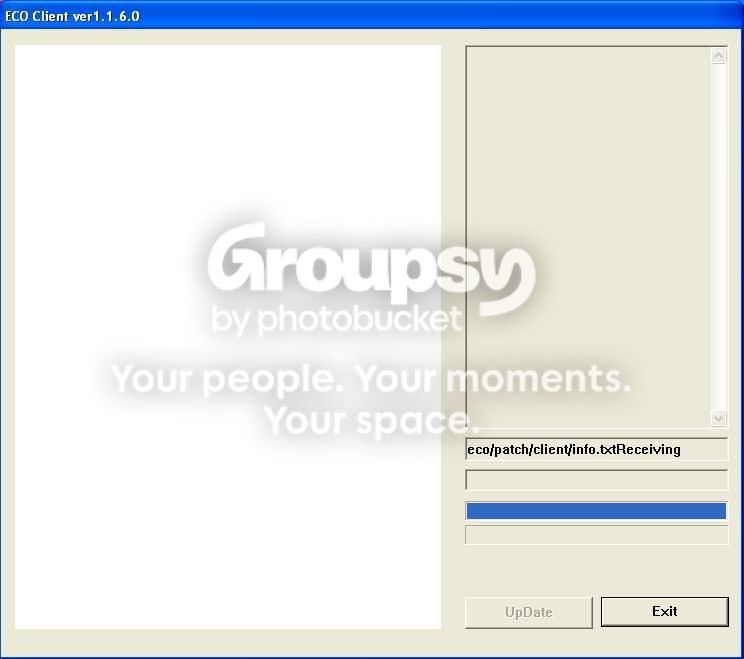 ECO Client ver1.1.6.0
Groupsy
by photobucket
Your people. Your moments.
Your space.
eco/patch/client/info.txtReceiving
UpDate
Exit